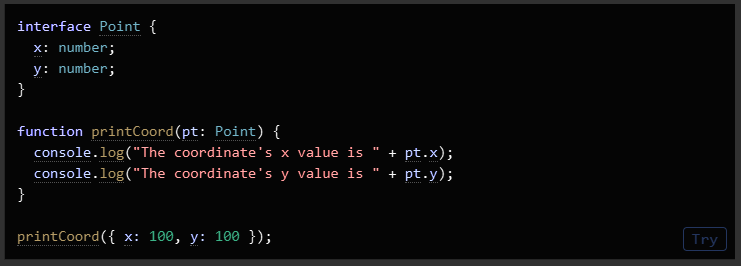 interface Point {
  x: number;
  y: number;
}

function printCoord(pt: Point) {
  console.log("The coordinate's x value is " + pt.x);
  console.log("The coordinate's y value is " + pt.y);
}

printCoord({ x: 100, y: 100 });
Try